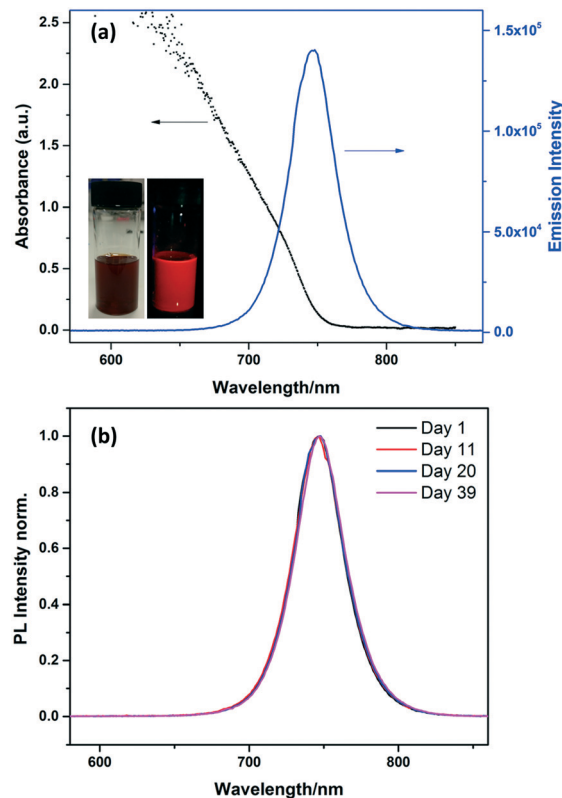 (a)
2.5
2.0
1.5
1.0
0.5
0.0
Absorbance (a.u.)
1.5x10⁵
1.0x10⁵
5.0x10⁴
0.0
Emission Intensity
600 700 800
Wavelength/nm
(b)
Day 1
Day 11
Day 20
Day 39
1.0
0.8
0.6
0.4
0.2
0.0
PL Intensity norm.
600 700 800
Wavelength/nm